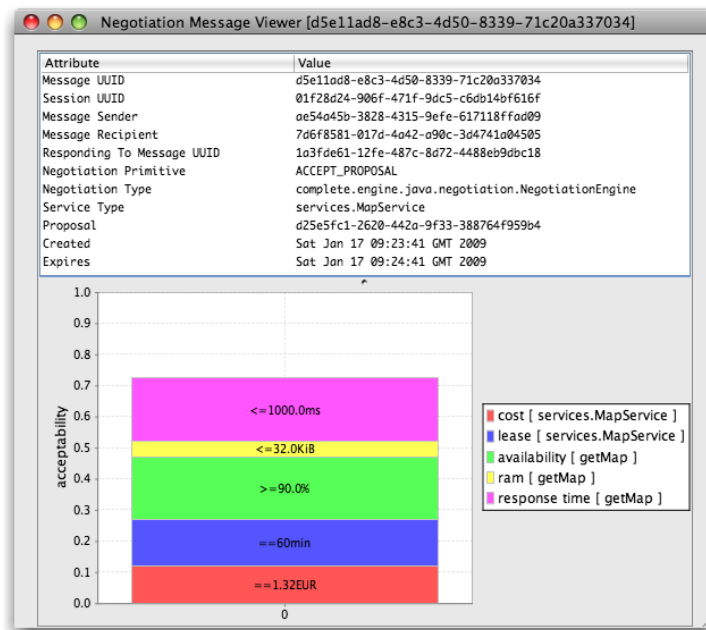 Negotiation Message Viewer [d5e11ad8-e8c3-4d50-8339-71c20a337034]
Attribute Value
Message UUID d5e11ad8-e8c3-4d50-8339-71c20a337034
Session UUID 01f28d24-906f-471f-9dc5-c6db14bf616f
Message Sender ae54a45b-3828-4315-9efe-617118ffad09
Message Recipient 7d6f8581-017d-4a42-a90c-3d4741a04505
Responding To Message UUID 1a3fde61-12fe-487c-8d72-4488eb9dbc18
Negotiation Primitive ACCEPT_PROPOSAL
Negotiation Type complete.engine.java.negotiation.NegotiationEngine
Service Type services.MapService
Proposal d25e5fc1-2620-442a-9f33-388764f959b4
Created Sat Jan 17 09:23:41 GMT 2009
Expires Sat Jan 17 09:24:41 GMT 2009
1.0
0.9
0.8
0.7
0.6
0.5
0.4
0.3
0.2
0.1
0.0
acceptability
<=1000.0ms
<=32.0KiB
>=90.0%
==60min
==1.32EUR
0
cost [ services.MapService ]
lease [ services.MapService ]
availability [ getMap ]
ram [ getMap ]
response time [ getMap ]